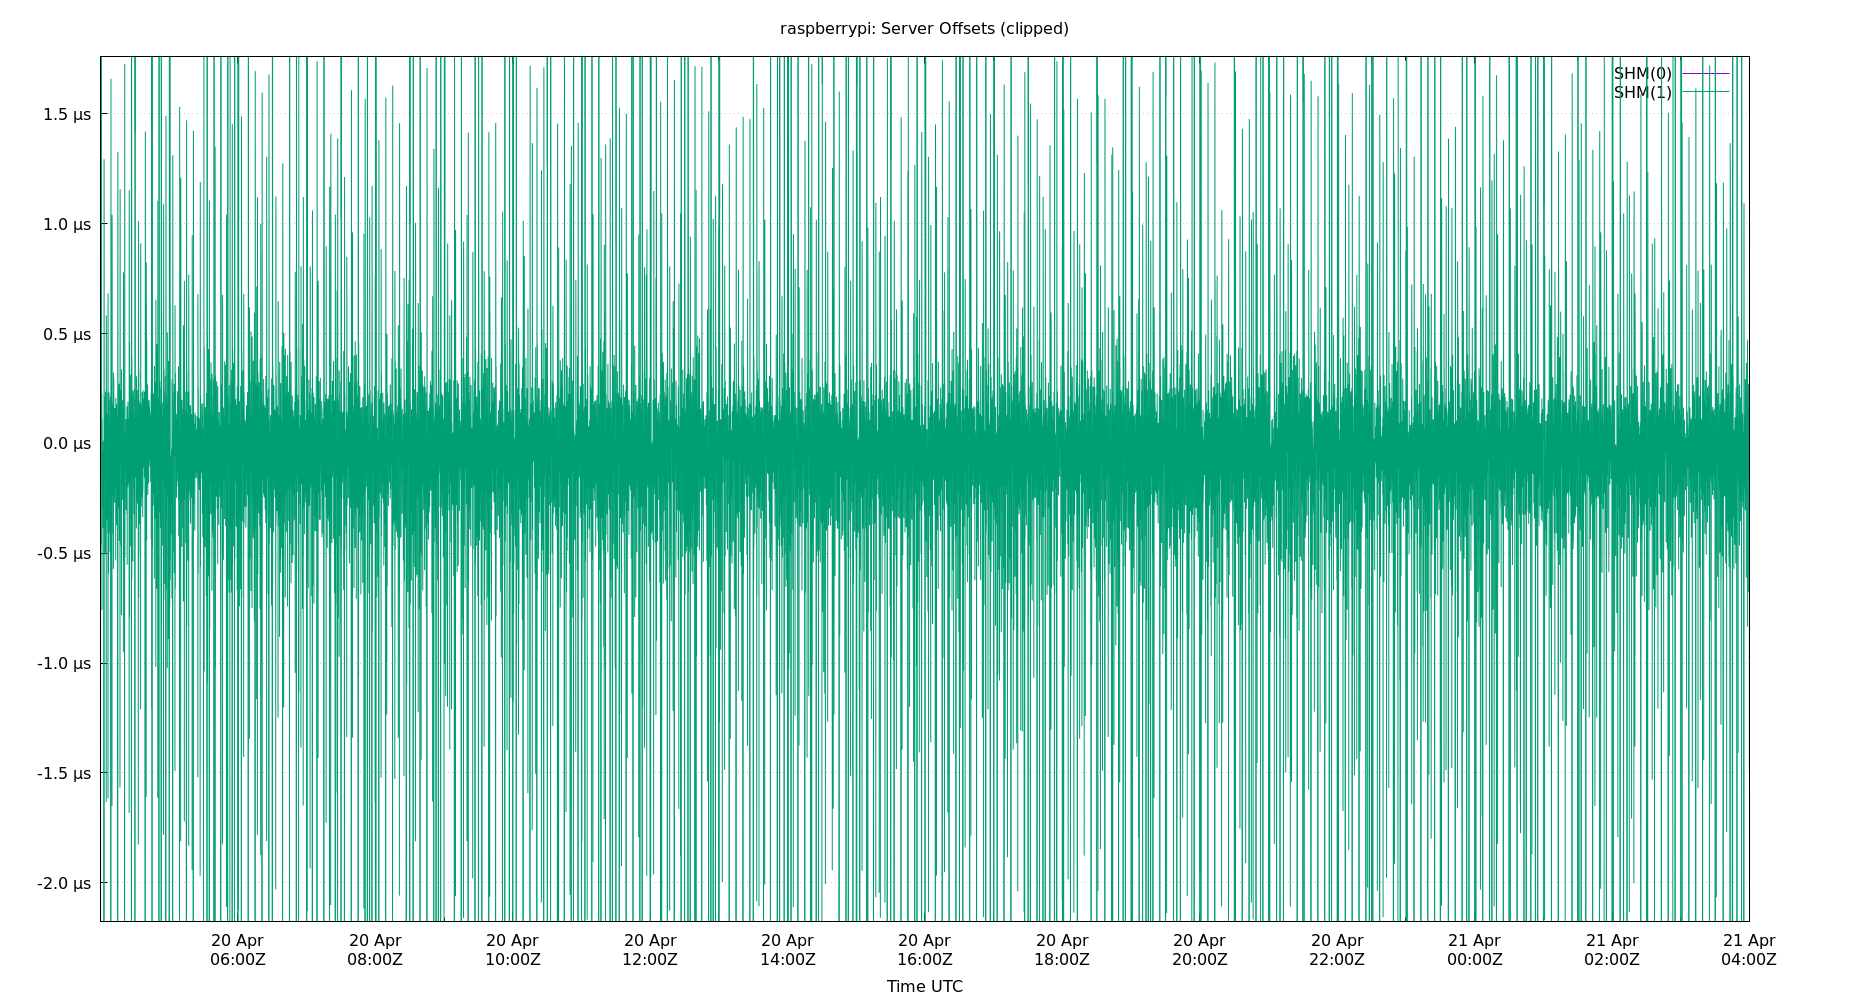 raspberrypi: Server Offsets (clipped)
SHM(0)
SHM(1)
1.5 µs
1.0 µs
0.5 µs
0.0 µs
-0.5 µs
-1.0 µs
-1.5 µs
-2.0 µs
20 Apr 20 Apr 20 Apr 20 Apr 20 Apr 20 Apr 20 Apr 20 Apr 20 Apr 21 Apr 21 Apr 21 Apr
06:00Z 08:00Z 10:00Z 12:00Z 14:00Z 16:00Z 18:00Z 20:00Z 22:00Z 00:00Z 02:00Z 04:00Z
Time UTC